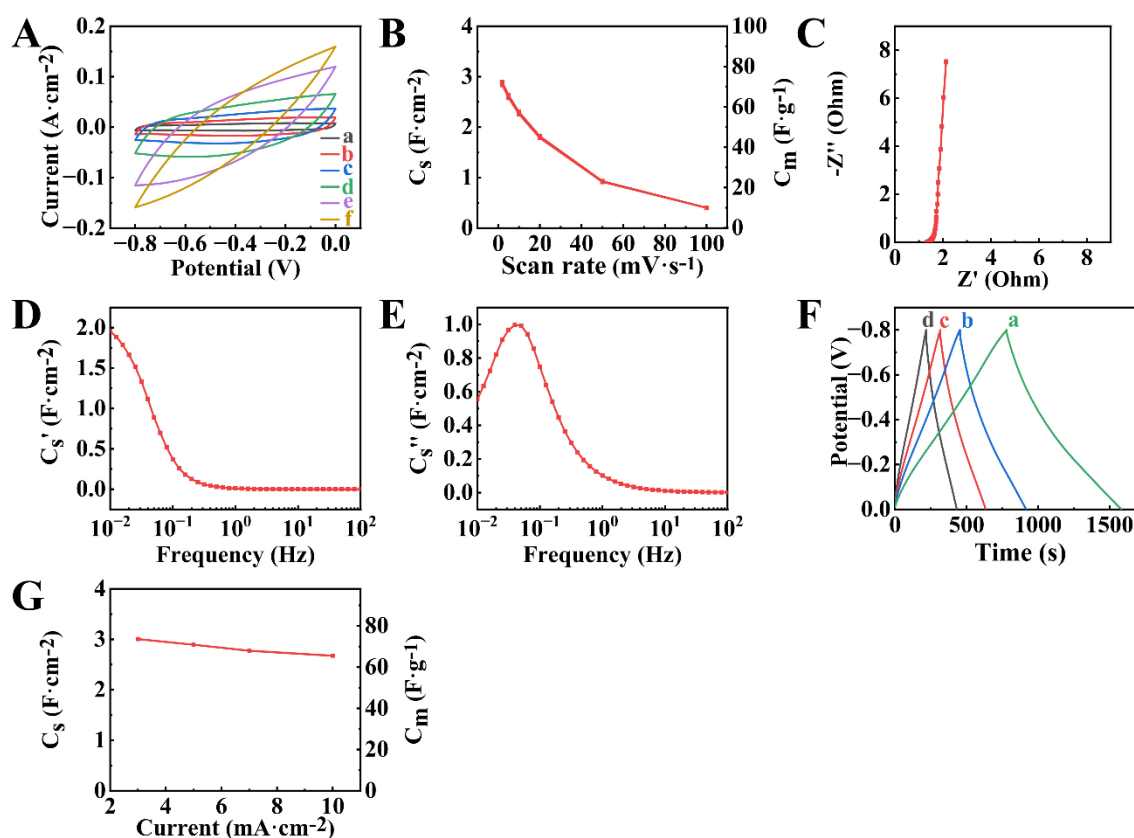 A
Current (A·cm⁻²)
0.2
0.1
0.0
−0.1
−0.2
−0.8 −0.6 −0.4 −0.2 0.0
Potential (V)
a
b
c
d
e
f
B
Cₛ (F·cm⁻²)
4
3
2
1
0
0 20 40 60 80 100
Scan rate (mV·s⁻¹)
100
80
60
40
20
0
Cₘ (F·g⁻¹)
C
-Z'' (Ohm)
8
6
4
2
0
0 2 4 6 8
Z' (Ohm)
D
Cₛ' (F·cm⁻²)
2.0
1.5
1.0
0.5
0.0
10⁻² 10⁻¹ 10⁰ 10¹ 10²
Frequency (Hz)
E
Cₛ'' (F·cm⁻²)
1.0
0.8
0.6
0.4
0.2
0.0
10⁻² 10⁻¹ 10⁰ 10¹ 10²
Frequency (Hz)
F
Potential (V)
−0.8
−0.6
−0.4
−0.2
0.0
d c b a
0 500 1000 1500
Time (s)
G
Cₛ (F·cm⁻²)
4
3
2
1
0
2 4 6 8 10
Current (mA·cm⁻²)
80
60
40
20
0
Cₘ (F·g⁻¹)